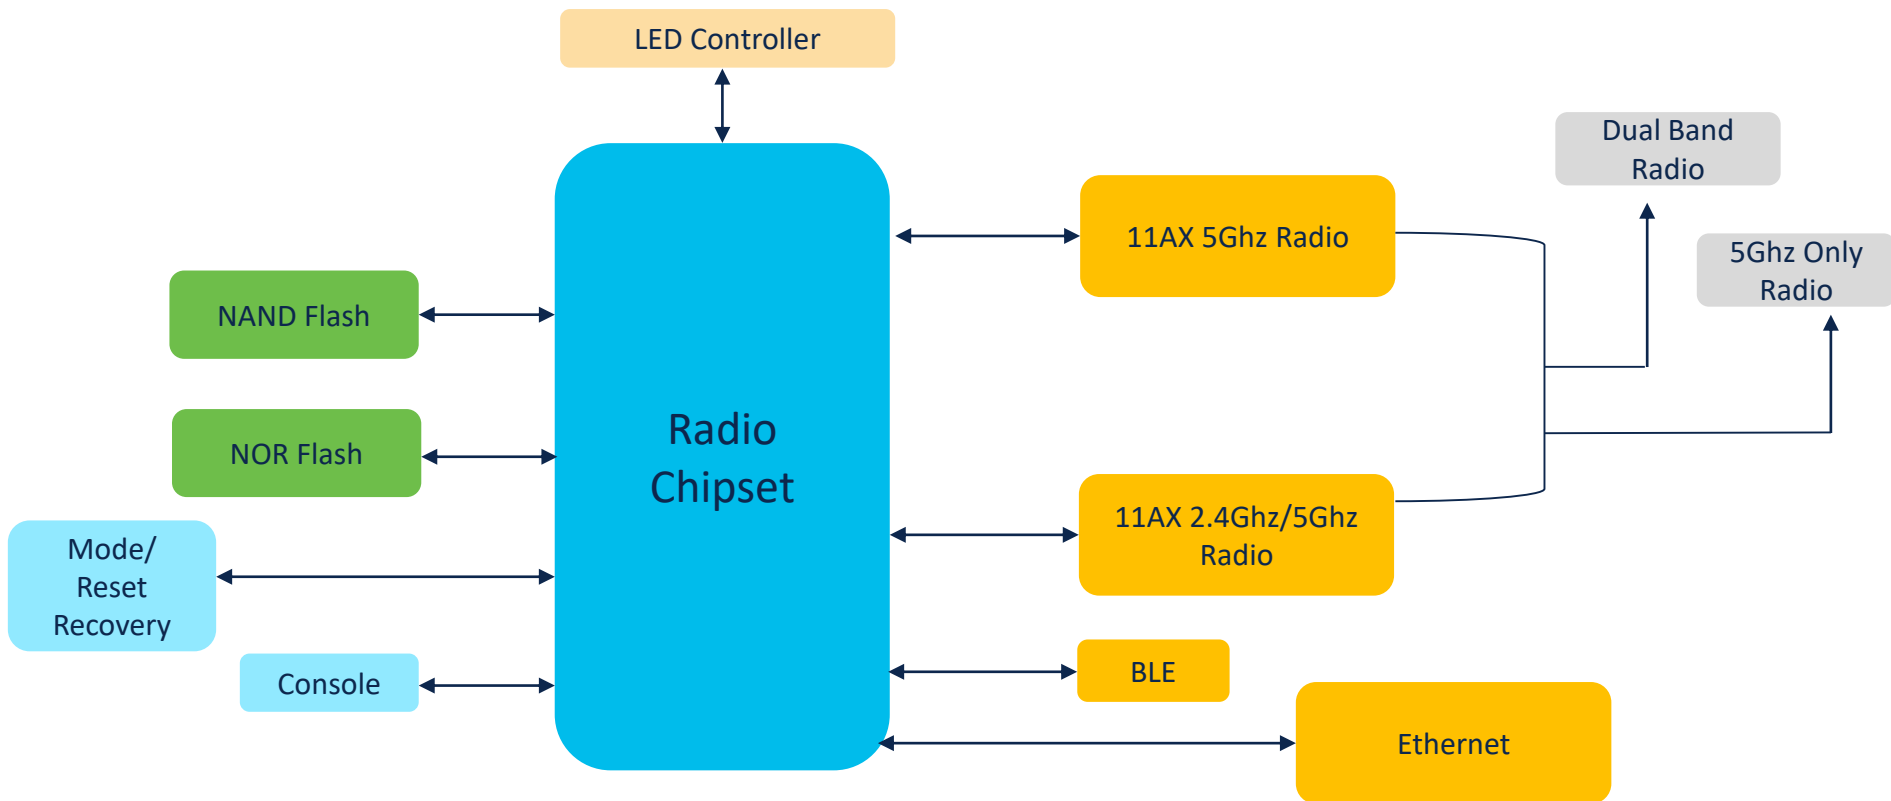 LED Controller
Dual Band
Radio
11AX 5Ghz Radio
5Ghz Only
Radio
NAND Flash
NOR Flash
Radio
Chipset
11AX 2.4Ghz/5Ghz
Radio
Mode/
Reset
Recovery
Console
BLE
Ethernet